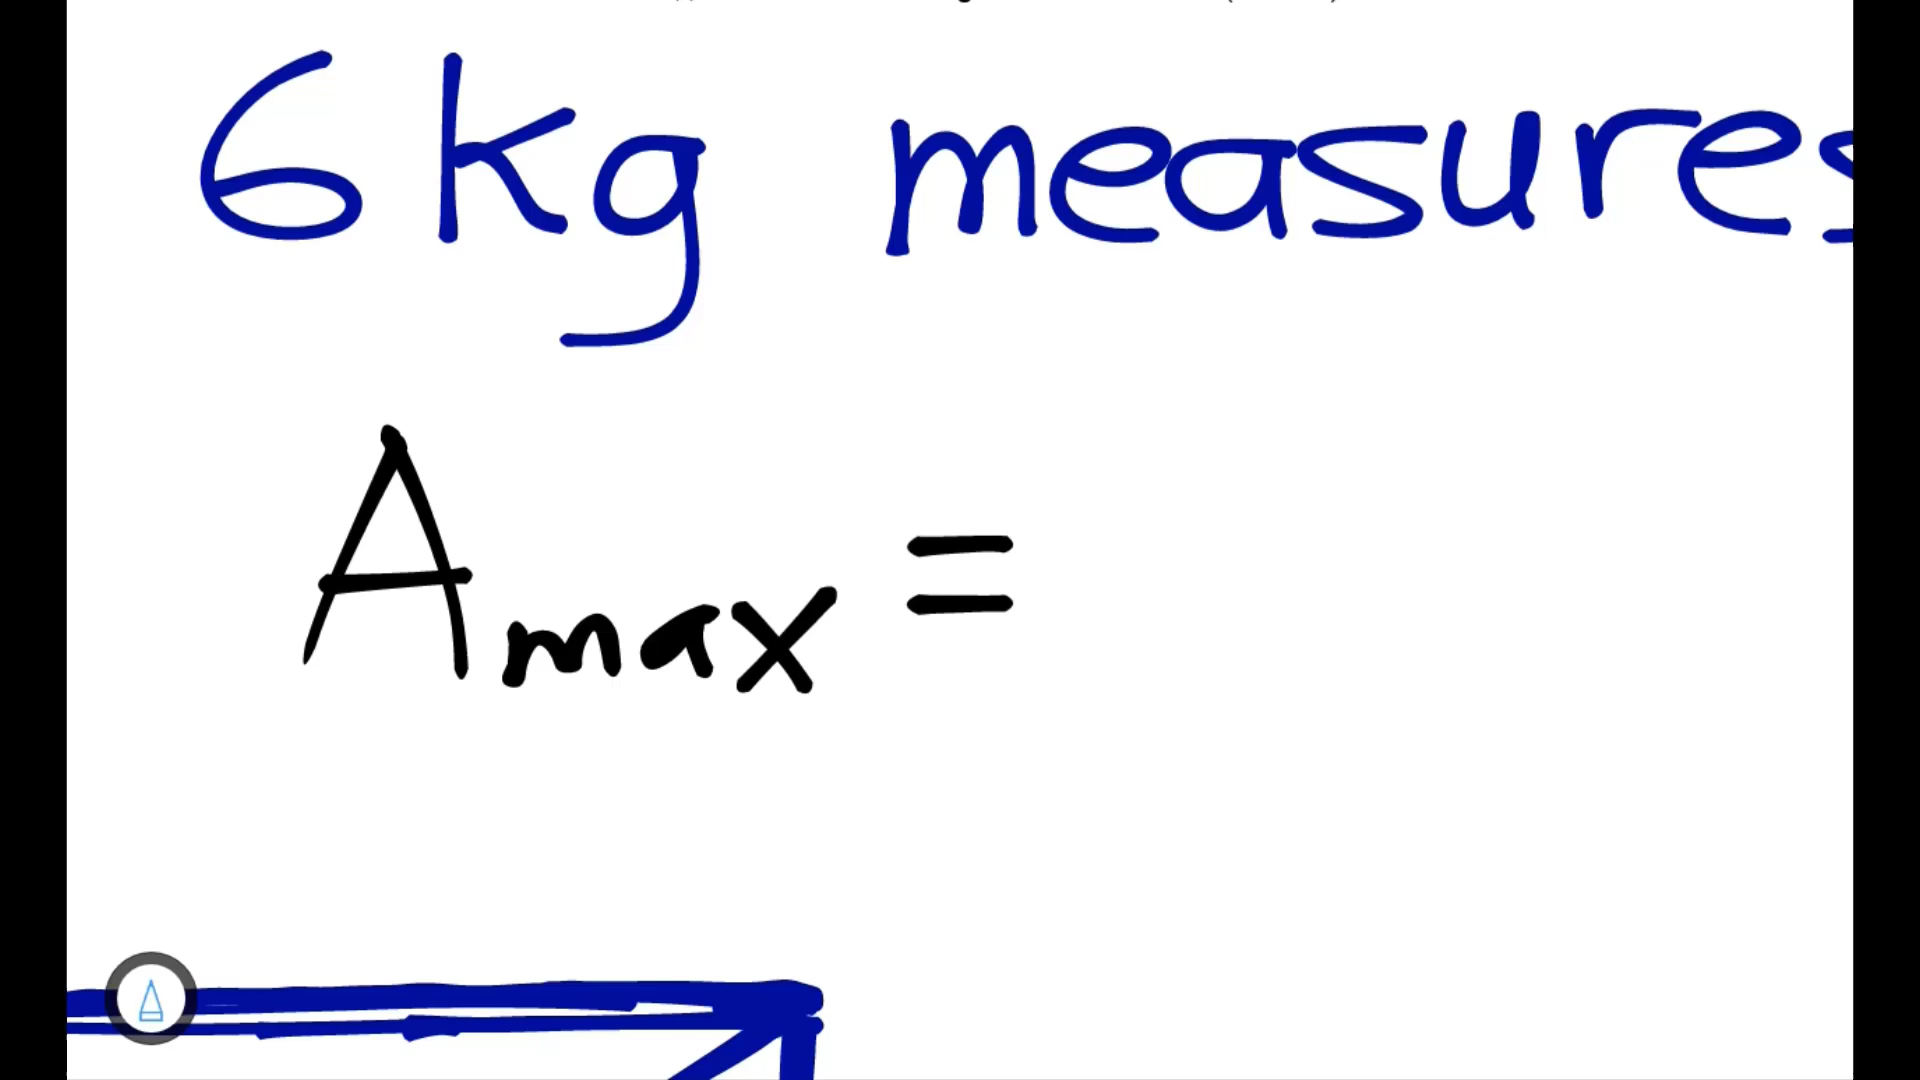 6kg measures
Amax =